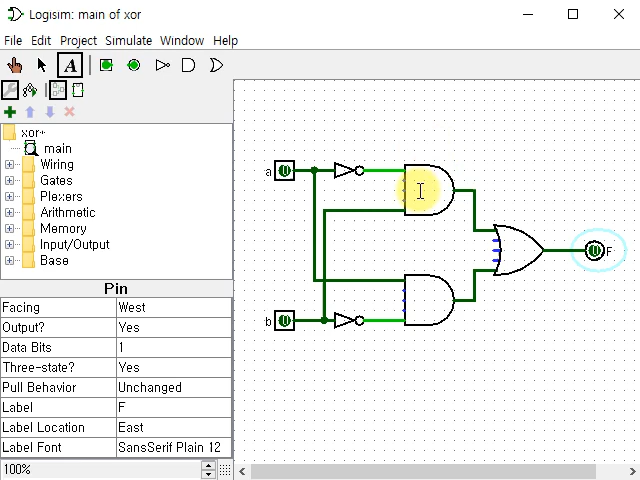 Logisim: main of xor
File Edit Project Simulate Window Help
A
xor*
main
Wiring
Gates
Plexers
Arithmetic
Memory
Input/Output
Base
Pin
Facing West
Output? Yes
Data Bits 1
Three-state? Yes
Pull Behavior Unchanged
Label F
Label Location East
Label Font SansSerif Plain 12
100%
a
F
b